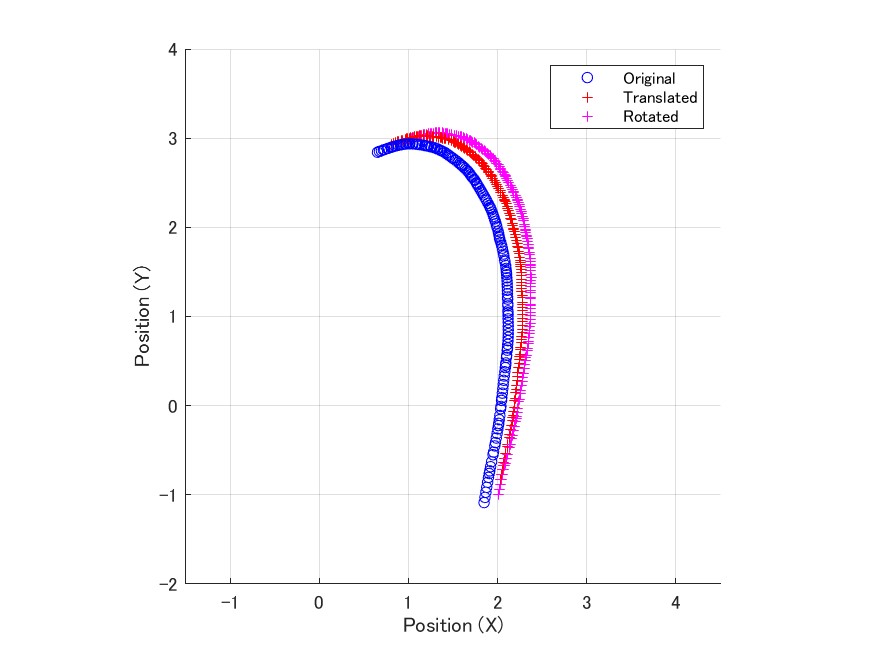 4
3
2
1
0
−1
−2
−1
0
1
2
3
4
Position (X)
Position (Y)
Original
Translated
Rotated